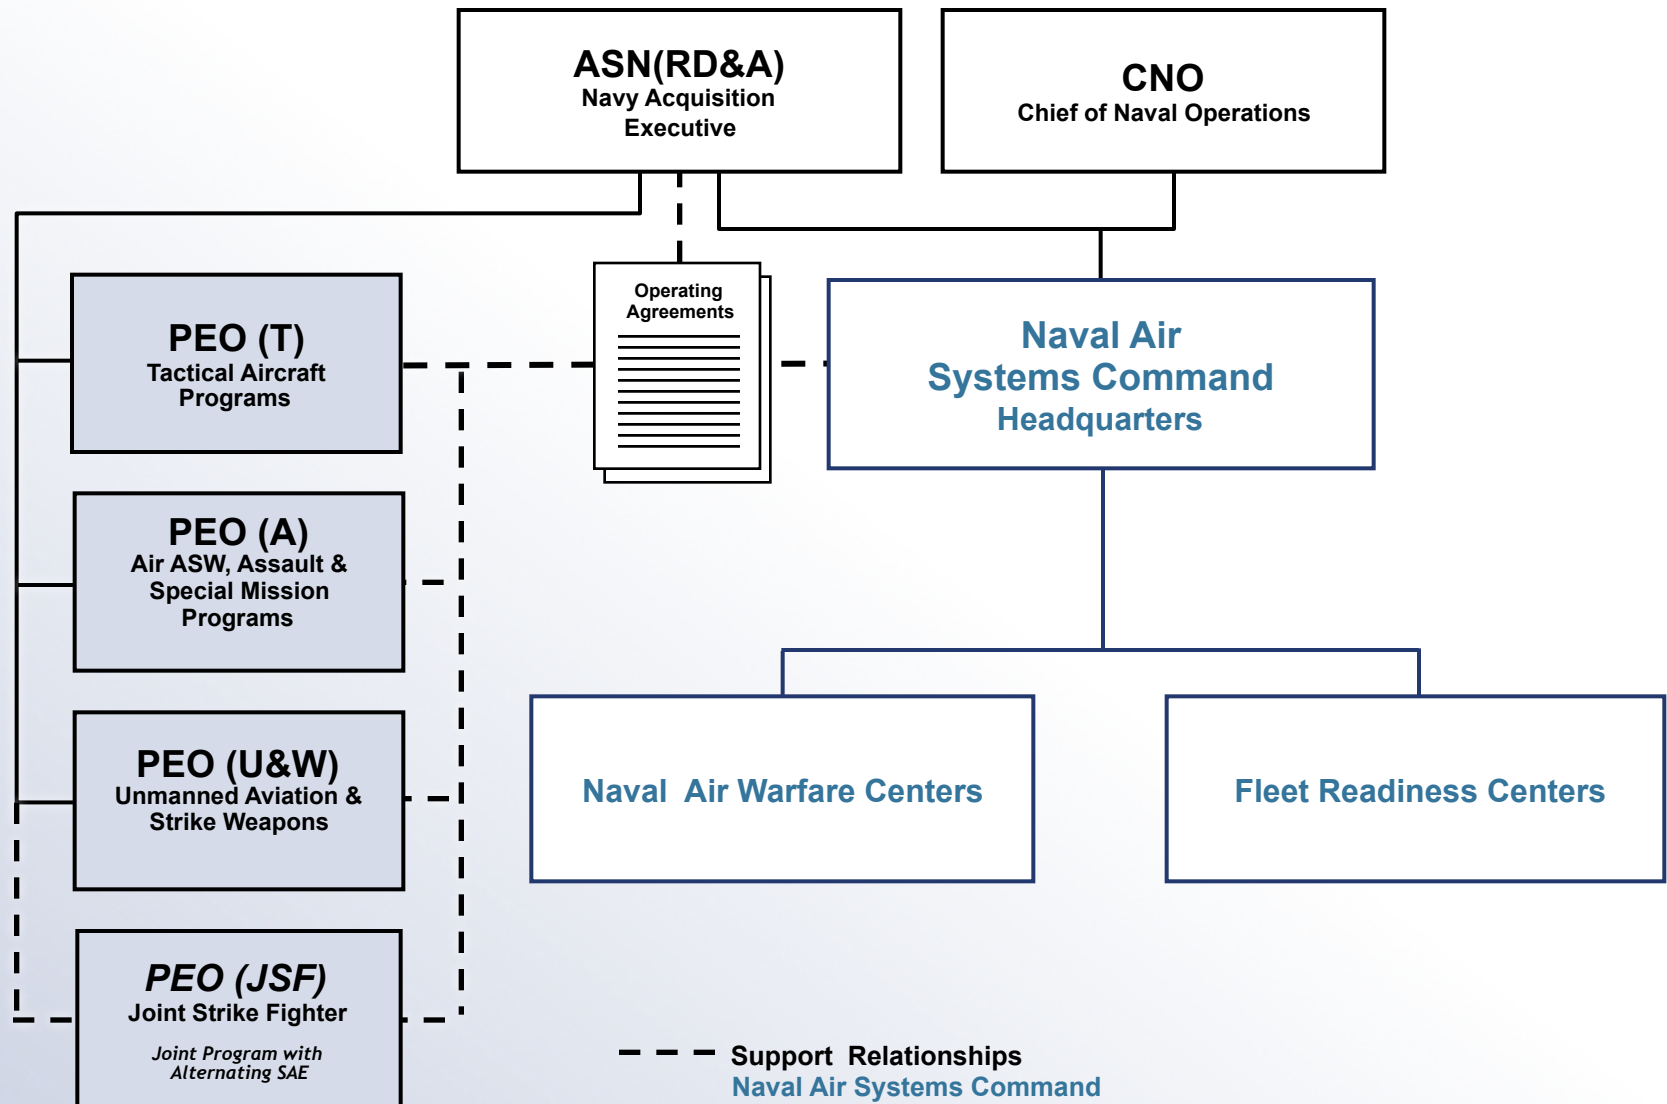 ASN(RD&A)
Navy Acquisition
Executive
CNO
Chief of Naval Operations
Operating
Agreements
Naval Air
Systems Command
Headquarters
PEO (T)
Tactical Aircraft
Programs
PEO (A)
Air ASW, Assault &
Special Mission
Programs
PEO (U&W)
Unmanned Aviation &
Strike Weapons
Naval Air Warfare Centers
Fleet Readiness Centers
PEO (JSF)
Joint Strike Fighter
Joint Program with
Alternating SAE
Support Relationships
Naval Air Systems Command